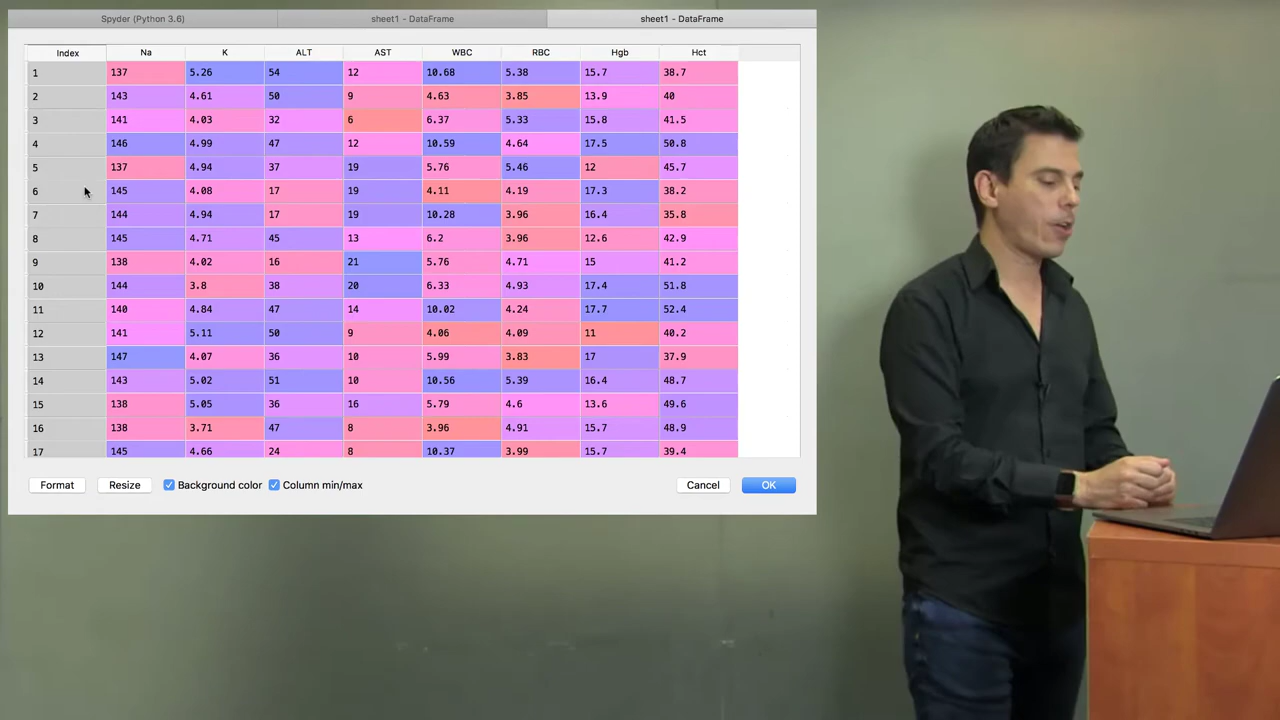 Spyder (Python 3.6) sheet1 - DataFrame sheet1 - DataFrame
Index Na K ALT AST WBC RBC Hgb Hct
1 137 5.26 54 12 10.68 5.38 15.7 38.7
2 143 4.61 50 9 4.63 3.85 13.9 40
3 141 4.03 32 6 6.37 5.33 15.8 41.5
4 146 4.99 47 12 10.59 4.64 17.5 50.8
5 137 4.94 37 19 5.76 5.46 12 45.7
6 145 4.08 17 19 4.11 4.19 17.3 38.2
7 144 4.94 17 19 10.28 3.96 16.4 35.8
8 145 4.71 45 13 6.2 3.96 12.6 42.9
9 138 4.02 16 21 5.76 4.71 15 41.2
10 144 3.8 38 20 6.33 4.93 17.4 51.8
11 140 4.84 47 14 10.02 4.24 17.7 52.4
12 141 5.11 50 9 4.06 4.09 11 40.2
13 147 4.07 36 10 5.99 3.83 17 37.9
14 143 5.02 51 10 10.56 5.39 16.4 48.7
15 138 5.05 36 16 5.79 4.6 13.6 49.6
16 138 3.71 47 8 3.96 4.91 15.7 48.9
17 145 4.66 24 8 10.37 3.99 15.7 39.4
Format Resize Background color Column min/max Cancel OK